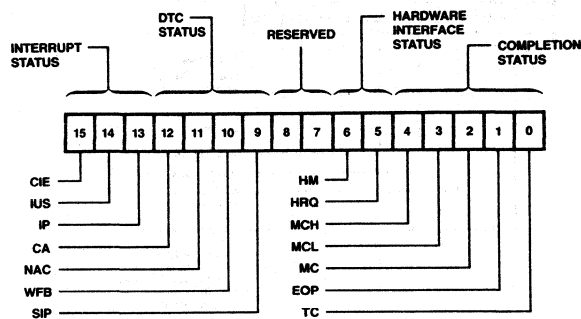 INTERRUPT
STATUS
DTC
STATUS
RESERVED
HARDWARE
INTERFACE
STATUS
COMPLETION
STATUS
15 14 13 12 11 10 9 8 7 6 5 4 3 2 1 0
CIE
IUS
IP
CA
NAC
WFB
SIP
HM
HRQ
MCH
MCL
MC
EOP
TC